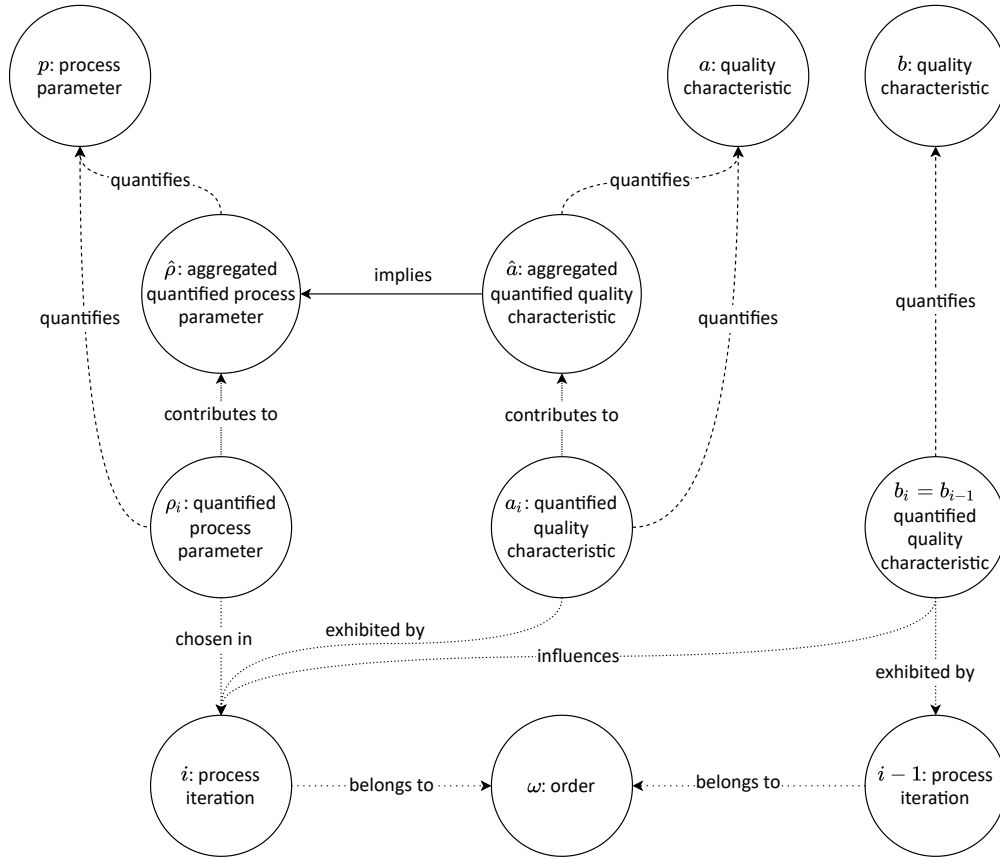 p: process
parameter
a: quality
characteristic
b: quality
characteristic
quantifies
quantifies
ρ̂: aggregated
quantified process
parameter
implies
â: aggregated
quantified quality
characteristic
quantifies
quantifies
quantifies
contributes to
contributes to
ρᵢ: quantified
process
parameter
aᵢ: quantified
quality
characteristic
bᵢ = bᵢ₋₁
quantified
quality
characteristic
chosen in
exhibited by
influences
exhibited by
i: process
iteration
belongs to
ω: order
belongs to
i − 1: process
iteration